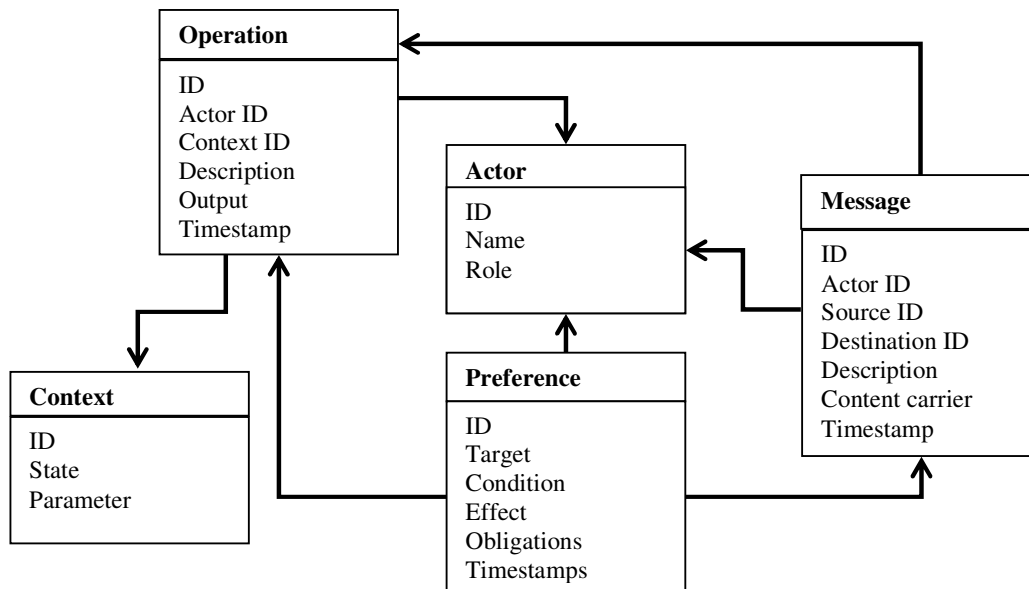 Operation
ID
Actor ID
Context ID
Description
Output
Timestamp
Actor
ID
Name
Role
Message
ID
Actor ID
Source ID
Destination ID
Description
Content carrier
Timestamp
Context
ID
State
Parameter
Preference
ID
Target
Condition
Effect
Obligations
Timestamps